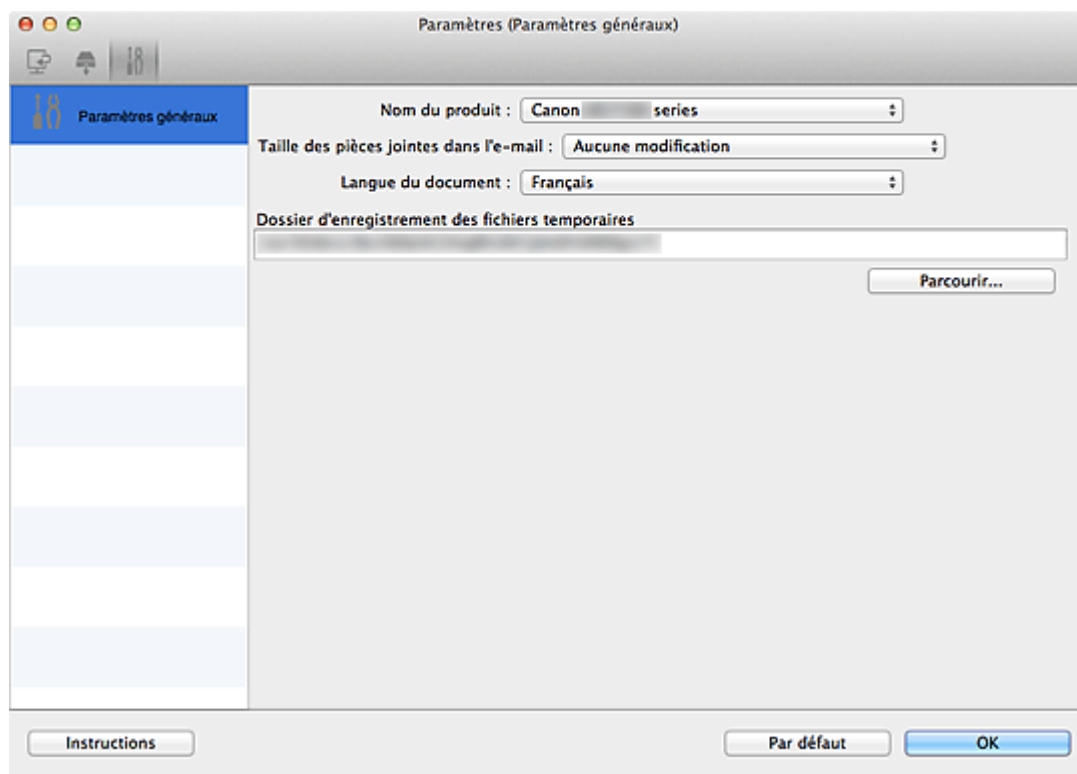 Paramètres (Paramètres généraux)
Paramètres généraux
Nom du produit : Canon series
Taille des pièces jointes dans l'e-mail : Aucune modification
Langue du document : Français
Dossier d'enregistrement des fichiers temporaires
Parcourir...
Instructions
Par défaut
OK